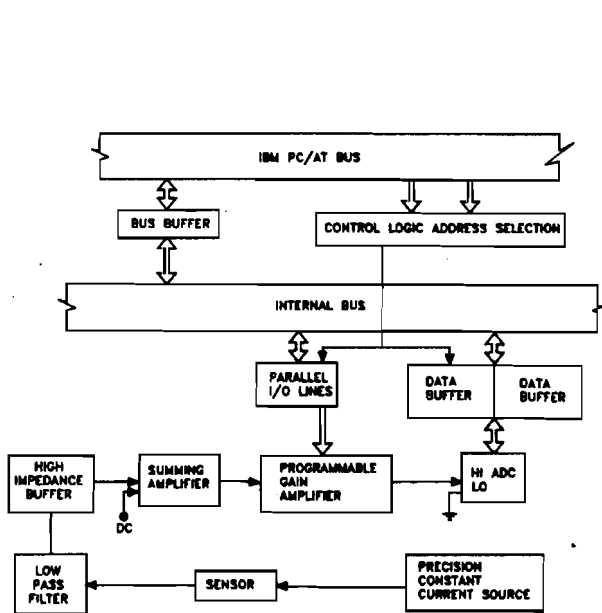 IBM PC/AT BUS
BUS BUFFER
CONTROL LOGIC ADDRESS SELECTION
INTERNAL BUS
PARALLEL
I/O LINES
DATA
BUFFER
DATA
BUFFER
HIGH
IMPEDANCE
BUFFER
SUMMING
AMPLIFIER
DC
PROGRAMMABLE
GAIN
AMPLIFIER
HI ADC
LO
LOW
PASS
FILTER
SENSOR
PRECISION
CONSTANT
CURRENT SOURCE